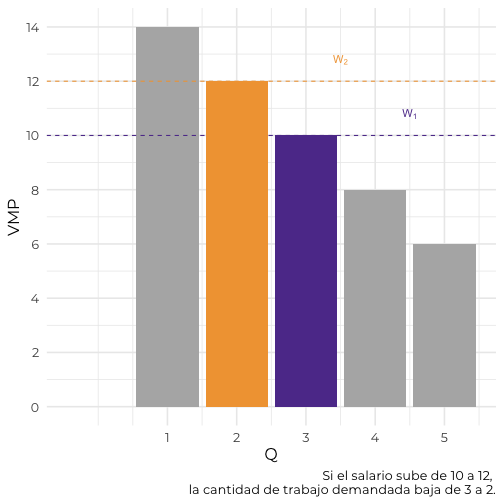 14
W₂
12
W₁
10
VMP
8
6
4
2
0
1 2 3 4 5
Q
Si el salario sube de 10 a 12,
la cantidad de trabajo demandada baja de 3 a 2.